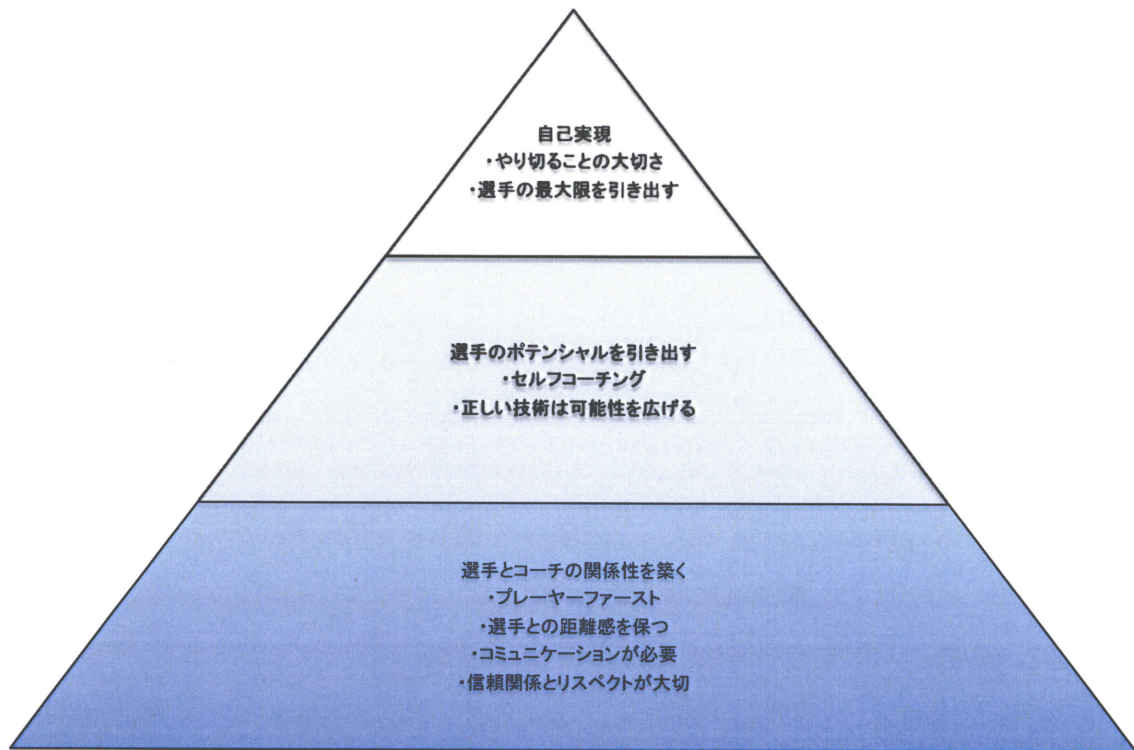 自己実現
・やり切ることの大切さ
・選手の最大限を引き出す
選手のポテンシャルを引き出す
・セルフコーチング
・正しい技術は可能性を広げる
選手とコーチの関係性を築く
・プレーヤーファースト
・選手との距離感を保つ
・コミュニケーションが必要
・信頼関係とリスペクトが大切